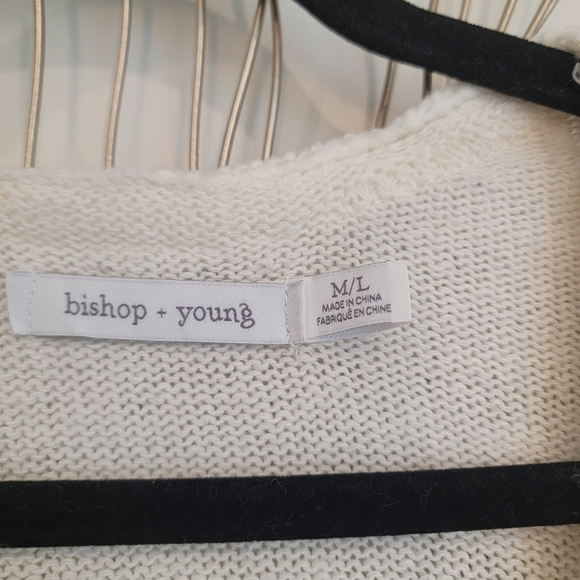 bishop + young
M/L
MADE IN CHINA
FABRIQUÉ EN CHINE